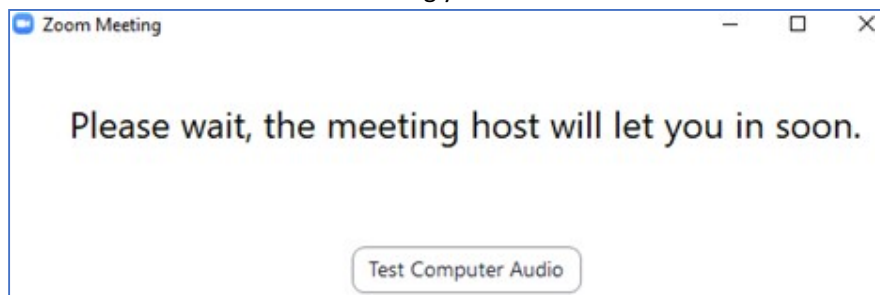 Zoom Meeting
Please wait, the meeting host will let you in soon.
Test Computer Audio